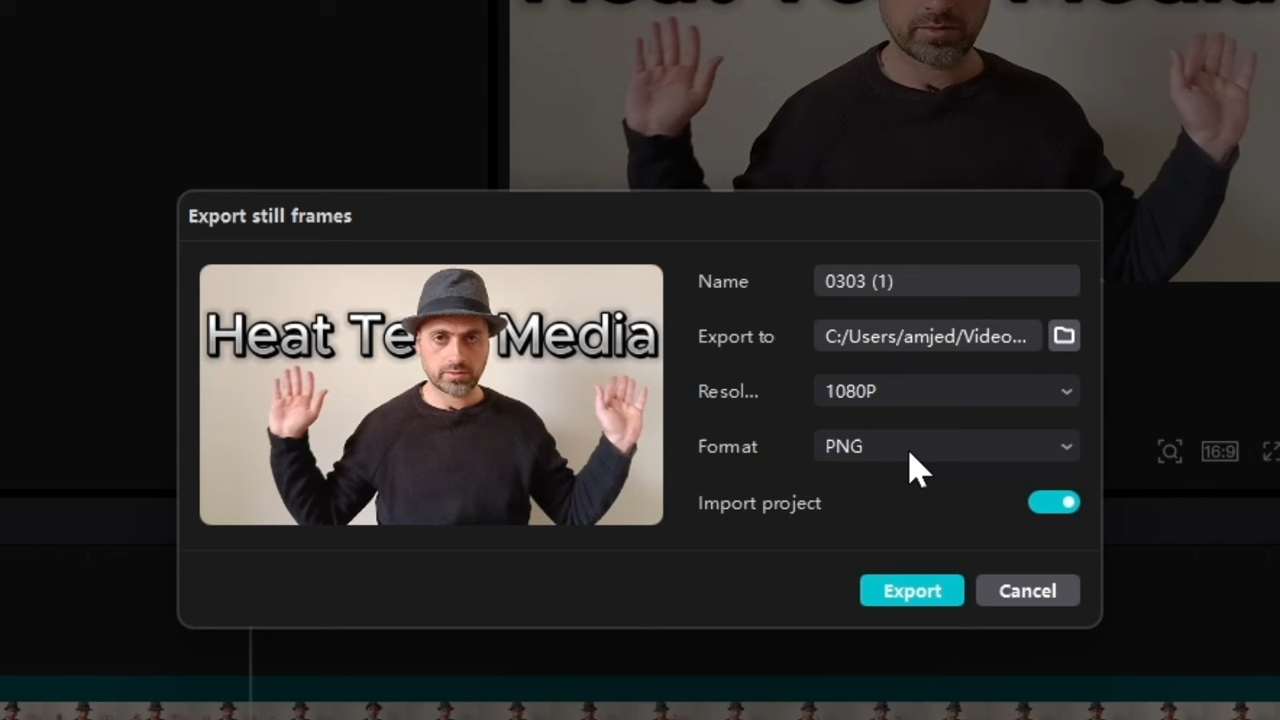 Export still frames
Heat Te Media
Name 0303 (1)
Export to C:/Users/amjed/Video...
Resol... 1080P
Format PNG
16:9
Import project
Export Cancel